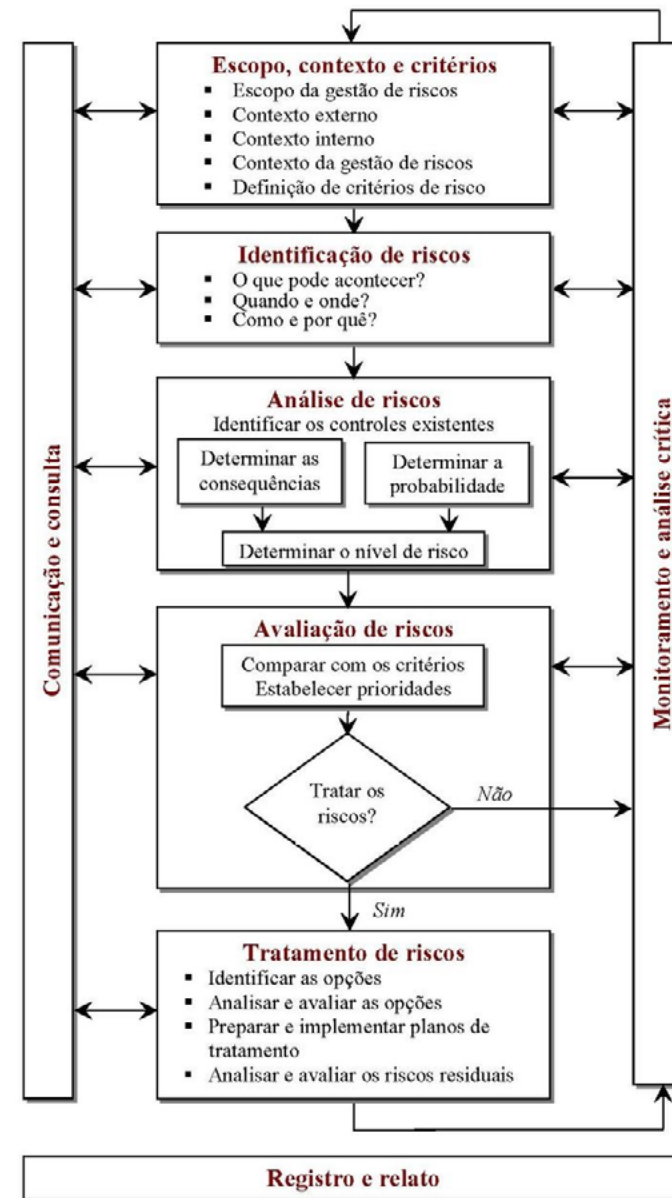 Escopo, contexto e critérios
▪ Escopo da gestão de riscos
▪ Contexto externo
▪ Contexto interno
▪ Contexto da gestão de riscos
▪ Definição de critérios de risco
Identificação de riscos
▪ O que pode acontecer?
▪ Quando e onde?
▪ Como e por quê?
Análise de riscos
Identificar os controles existentes
Determinar as
consequências
Determinar a
probabilidade
Determinar o nível de risco
Avaliação de riscos
Comparar com os critérios
Estabelecer prioridades
Tratar os
riscos?
Não
Sim
Tratamento de riscos
▪ Identificar as opções
▪ Analisar e avaliar as opções
▪ Preparar e implementar planos de
tratamento
▪ Analisar e avaliar os riscos residuais
Comunicação e consulta
Monitoramento e análise crítica
Registro e relato